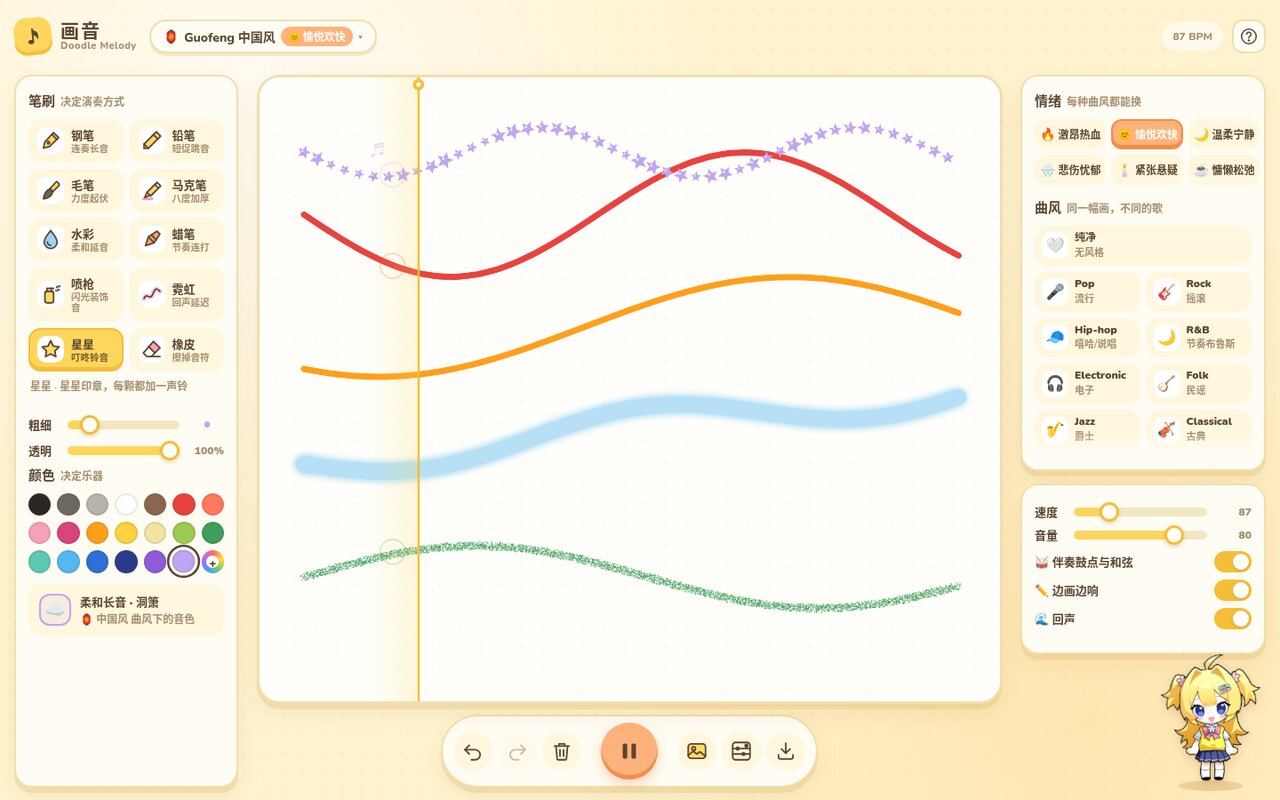 画音
Doodle Melody
Guofeng 中国风 愉悦欢快
87 BPM
笔刷 决定演奏方式
钢笔
连奏长音
铅笔
短促跳音
毛笔
力度起伏
马克笔
八度加厚
水彩
柔和延音
蜡笔
节奏连打
喷枪
闪光装饰
音
霓虹
回声延迟
星星
叮咚铃音
橡皮
擦掉音符
星星 · 星星印章，每颗都加一声铃
粗细
透明 100%
颜色 决定乐器
柔和长音 · 洞箫
中国风 曲风下的音色
情绪 每种曲风都能换
激昂热血
愉悦欢快
温柔宁静
悲伤忧郁
紧张悬疑
慵懒松弛
曲风 同一幅画，不同的歌
纯净
无风格
Pop
流行
Rock
摇滚
Hip-hop
嘻哈/说唱
R&B
节奏布鲁斯
Electronic
电子
Folk
民谣
Jazz
爵士
Classical
古典
速度 87
音量 80
伴奏鼓点与和弦
边画边响
回声